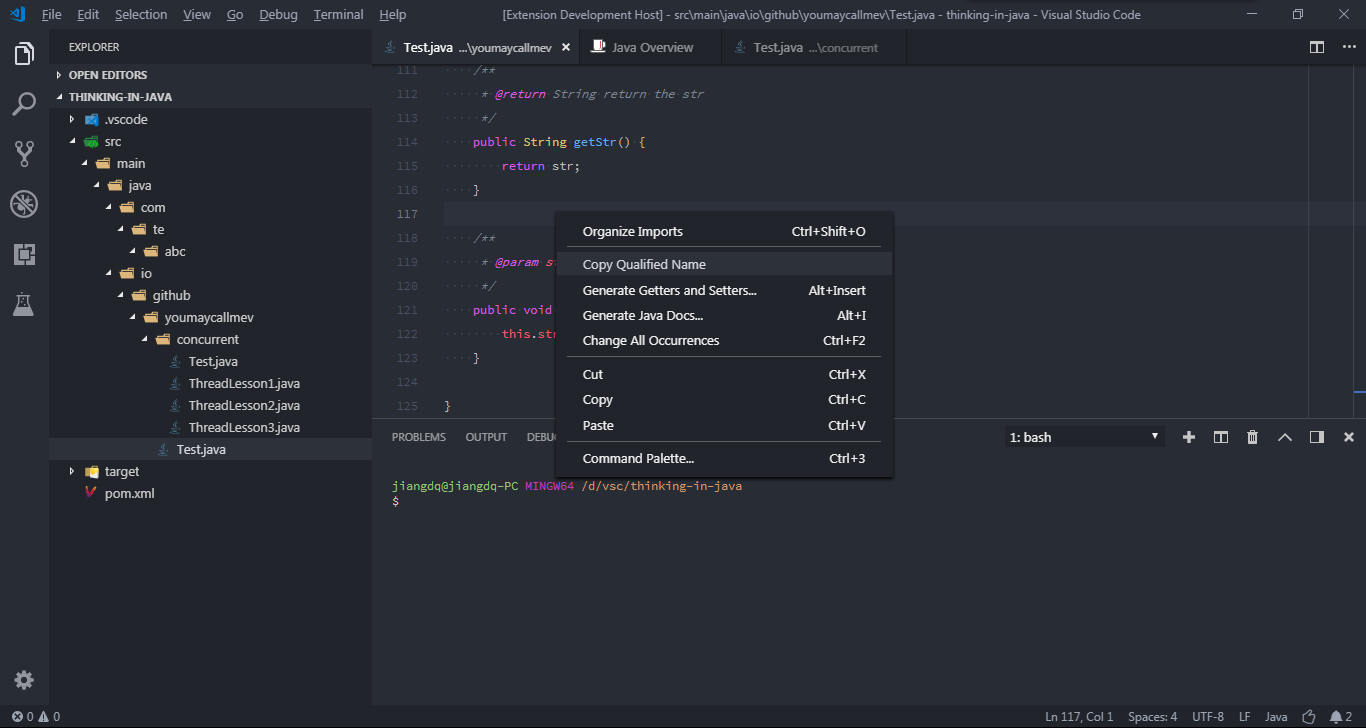 File Edit Selection View Go Debug Terminal Help [Extension Development Host] - src\main\java\io\github\youmaycallmev\Test.java - thinking-in-java - Visual Studio Code
EXPLORER
OPEN EDITORS
THINKING-IN-JAVA
.vscode
src
main
java
com
te
abc
io
github
youmaycallmev
concurrent
Test.java
ThreadLesson1.java
ThreadLesson2.java
ThreadLesson3.java
Test.java
target
pom.xml
Test.java ...\youmaycallmev Java Overview Test.java ...\concurrent
111 /**
112 * @return String return the str
113 */
114 public String getStr() {
115 return str;
116 }
117
118 /**
119 * @param
120 */
121 public void
122 this.str
123 }
124
125 }
Organize Imports Ctrl+Shift+O
Copy Qualified Name
Generate Getters and Setters... Alt+Insert
Generate Java Docs... Alt+I
Change All Occurrences Ctrl+F2
Cut Ctrl+X
Copy Ctrl+C
Paste Ctrl+V
Command Palette... Ctrl+3
PROBLEMS OUTPUT 1: bash
jiangdq@jiangdq-PC MINGW64 /d/vsc/thinking-in-java
$
0 0 Ln 117, Col 1 Spaces: 4 UTF-8 LF Java 2